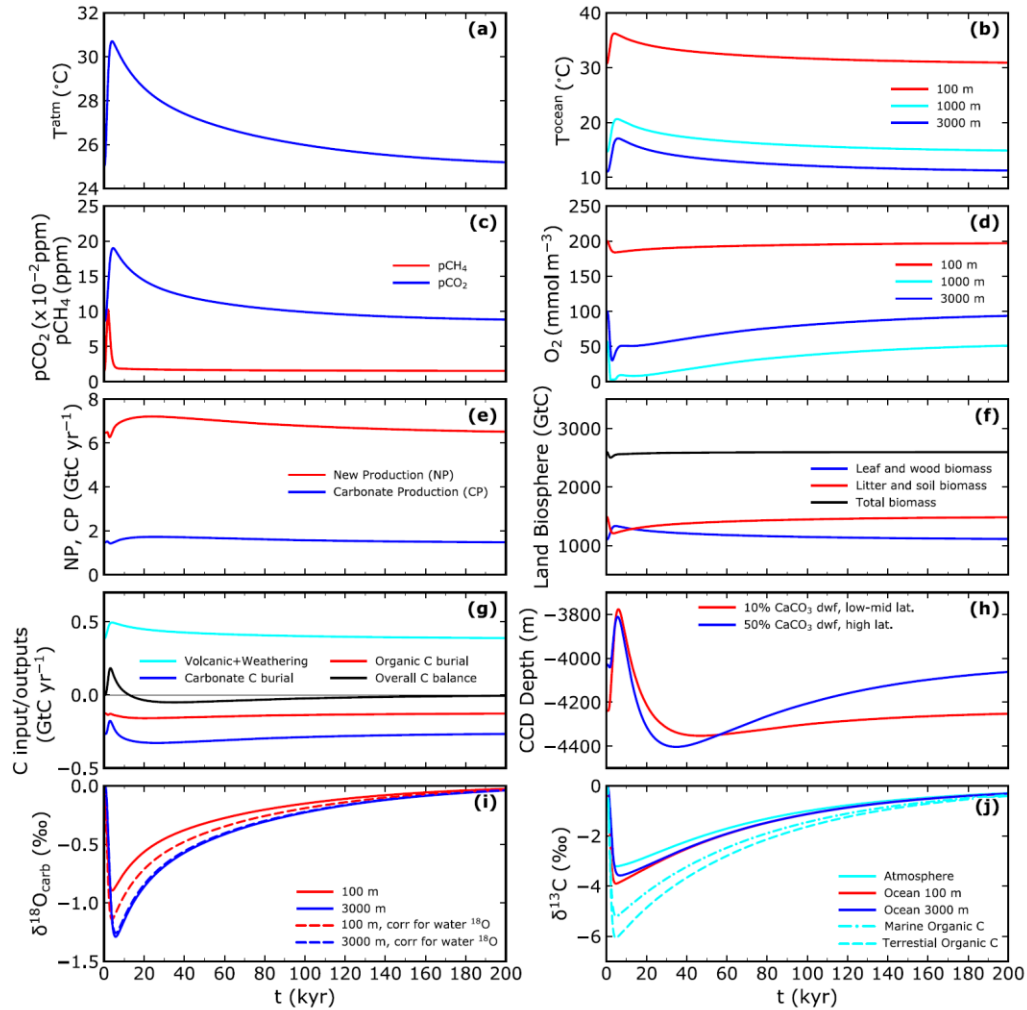 (a)
T^atm (°C)
32
30
28
26
24
(b)
T^ocean (°C)
40
30
20
10
100 m
1000 m
3000 m
(c)
pCO₂(x 10⁻²ppm)
pCH₄(ppm)
25
20
15
10
5
0
pCH₄
pCO₂
(d)
O₂(mmol m⁻³)
250
200
150
100
50
0
100 m
1000 m
3000 m
(e)
NP, CP (GtC yr⁻¹)
8
6
4
2
0
New Production (NP)
Carbonate Production (CP)
(f)
Land Biosphere (GtC)
3000
2000
1000
Leaf and wood biomass
Litter and soil biomass
Total biomass
(g)
C input/outputs
(GtC yr⁻¹)
0.5
0.0
−0.5
Volcanic+Weathering
Organic C burial
Carbonate C burial
Overall C balance
(h)
CCD Depth (m)
−3800
−4000
−4200
−4400
10% CaCO₃ dwf, low-mid lat.
50% CaCO₃ dwf, high lat.
(i)
δ¹⁸O_carb (‰)
0.0
−0.5
−1.0
−1.5
100 m
3000 m
100 m, corr for water ¹⁸O
3000 m, corr for water ¹⁸O
0 20 40 60 80 100 120 140 160 180 200
t (kyr)
(j)
δ¹³C (‰)
0
−2
−4
−6
Atmosphere
Ocean 100 m
Ocean 3000 m
Marine Organic C
Terrestial Organic C
0 20 40 60 80 100 120 140 160 180 200
t (kyr)